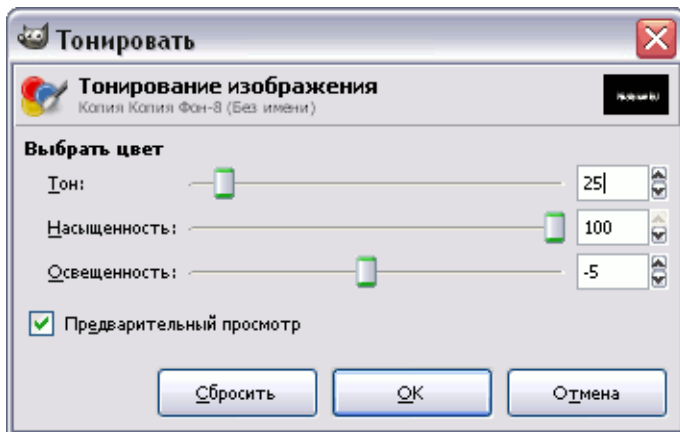 Тонировать
Тонирование изображения
Копия Копия Фон-8 (Без имени)
Выбрать цвет
Тон: 25
Насыщенность: 100
Освещенность: -5
Предварительный просмотр
Сбросить OK Отмена